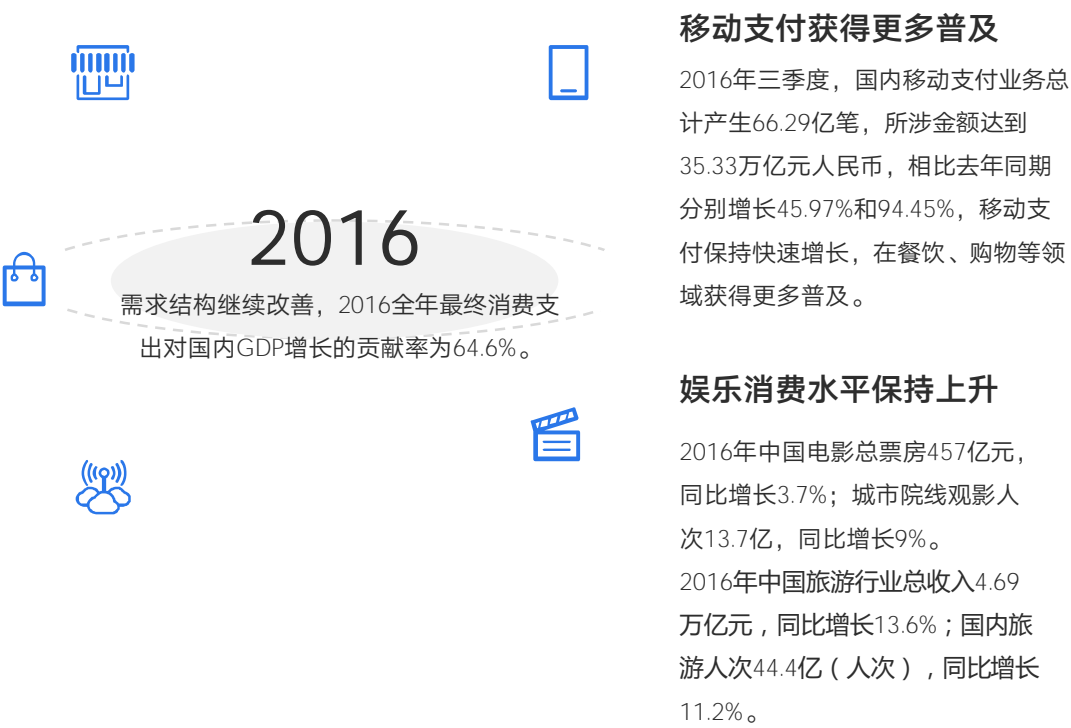 2016
需求结构继续改善，2016全年最终消费支
出对国内GDP增长的贡献率为64.6%。
移动支付获得更多普及
2016年三季度，国内移动支付业务总
计产生66.29亿笔，所涉金额达到
35.33万亿元人民币，相比去年同期
分别增长45.97%和94.45%，移动支
付保持快速增长，在餐饮、购物等领
域获得更多普及。
娱乐消费水平保持上升
2016年中国电影总票房457亿元，
同比增长3.7%；城市院线观影人
次13.7亿，同比增长9%。
2016年中国旅游行业总收入4.69
万亿元，同比增长13.6%；国内旅
游人次44.4亿（人次），同比增长
11.2%。